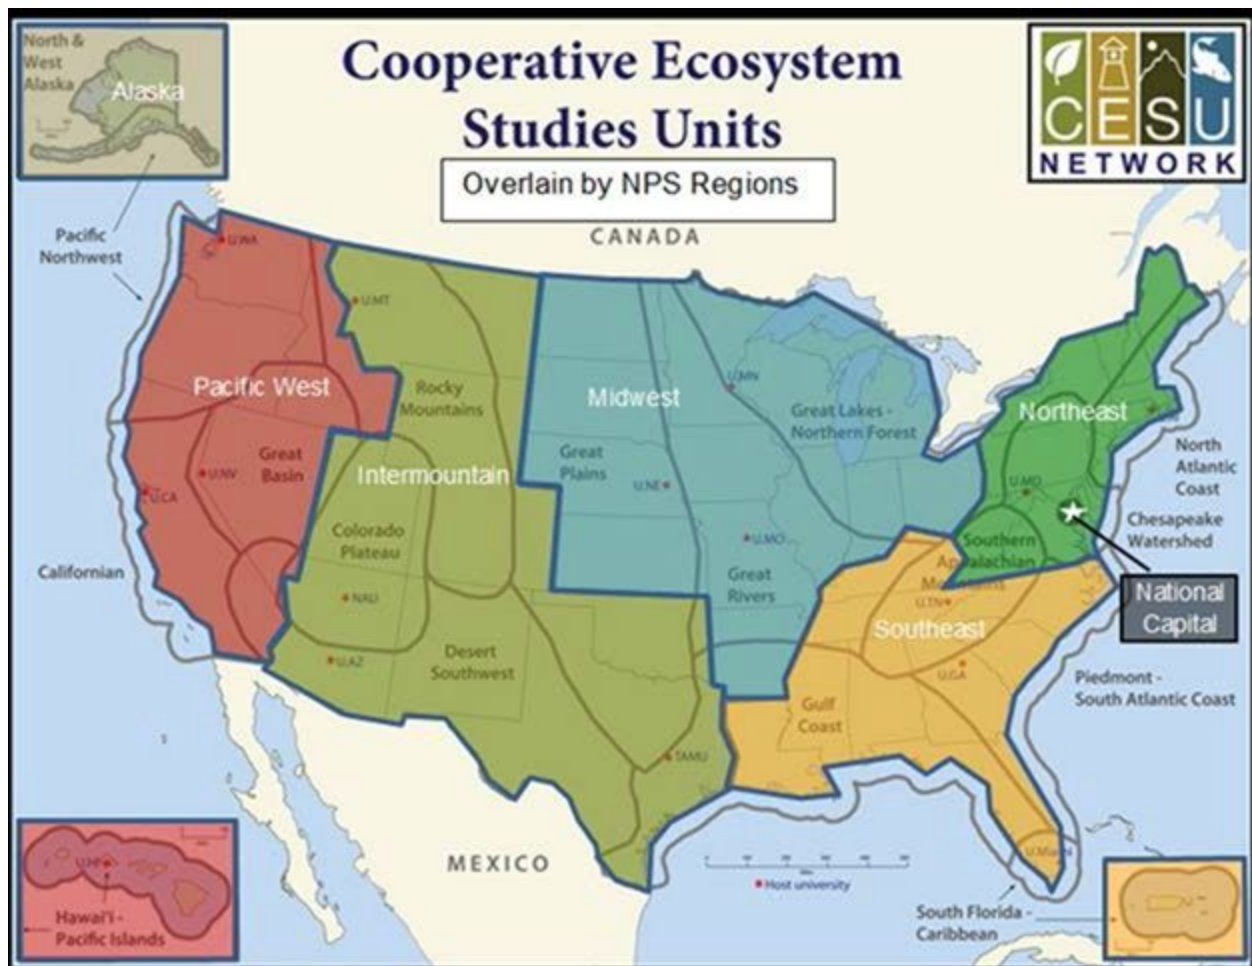 Cooperative Ecosystem
Studies Units
Overlain by NPS Regions
CESU
NETWORK
North &
West
Alaska
Alaska
Pacific
Northwest
CANADA
U.WA
U.MT
Pacific West
Rocky
Mountains
Midwest
U.MN
Great Lakes -
Northern Forest
Northeast
Great
Basin
U.NV
U.CA
Intermountain
Great
Plains
U.NE
North
Atlantic
Coast
Colorado
Plateau
U.MO
U.MD
Chesapeake
Watershed
Southern
Appalachian
Mountains
Californian
NAU
Great
Rivers
U.TN
National
Capital
Southeast
U.AZ
Desert
Southwest
U.GA
Piedmont -
South Atlantic Coast
Gulf
Coast
TAMU
MEXICO
Host university
U.Miami
U.HI
Hawai'i -
Pacific Islands
South Florida -
Caribbean